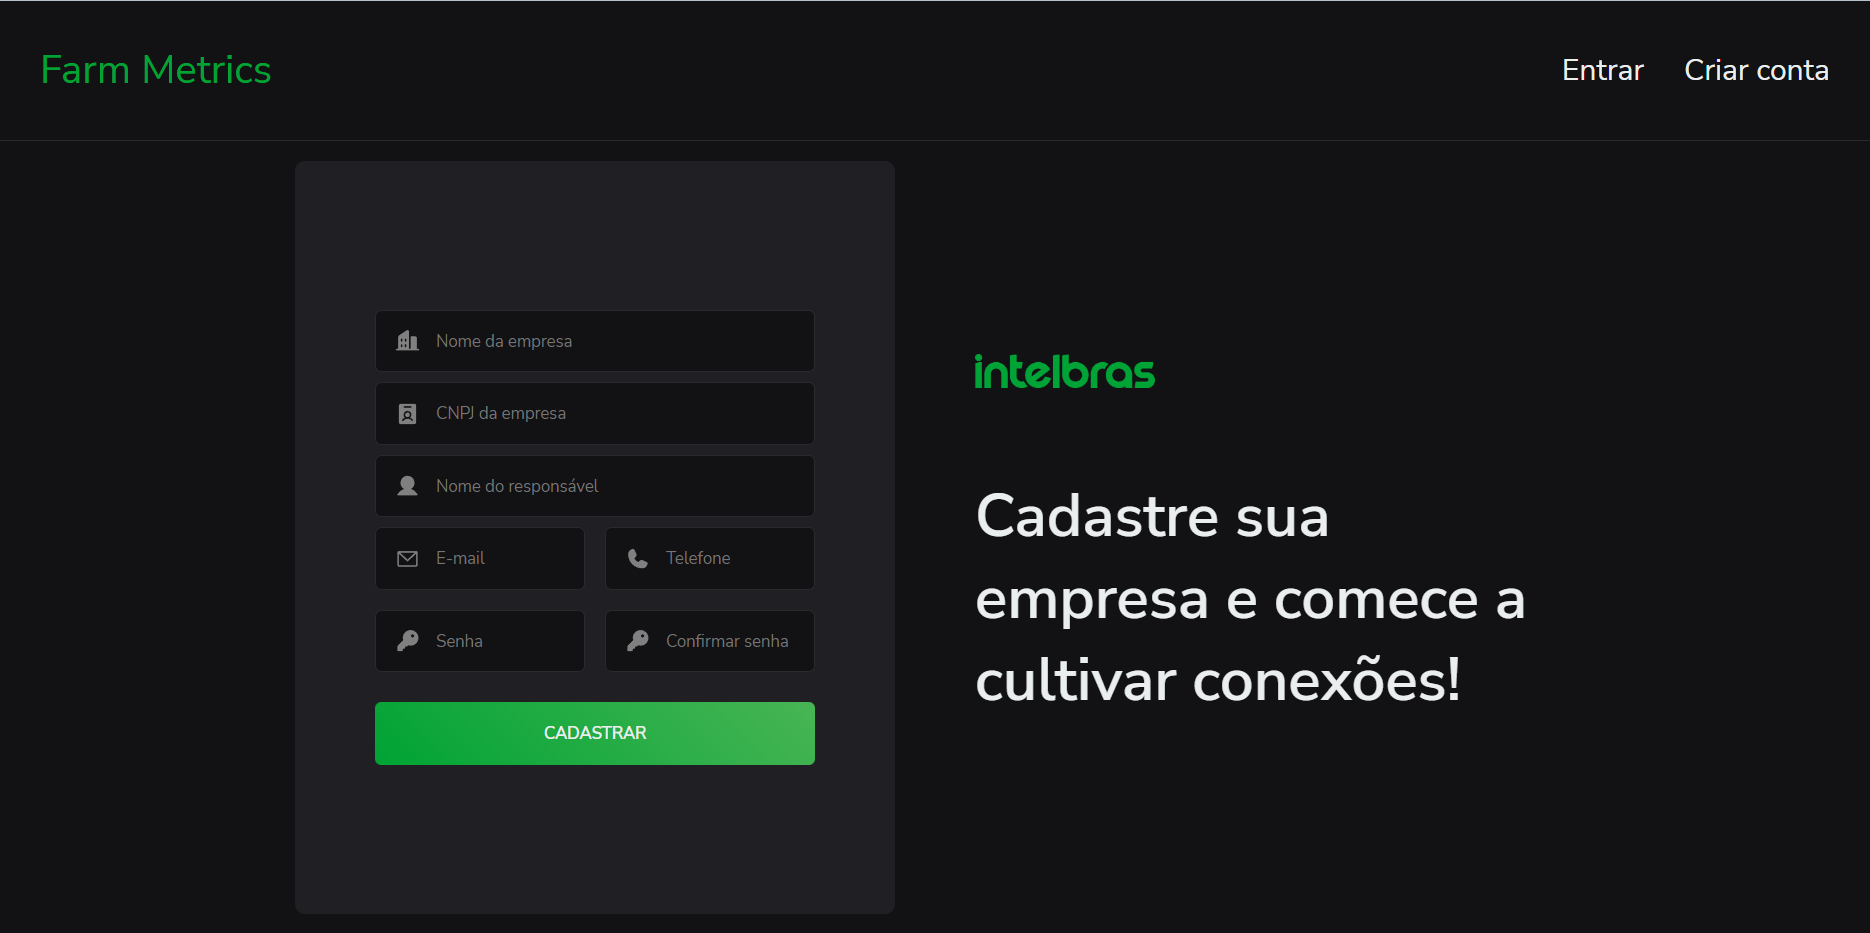 Farm Metrics
Entrar
Criar conta
Nome da empresa
CNPJ da empresa
Nome do responsável
E-mail
Telefone
Senha
Confirmar senha
CADASTRAR
intelbras
Cadastre sua
empresa e comece a
cultivar conexões!